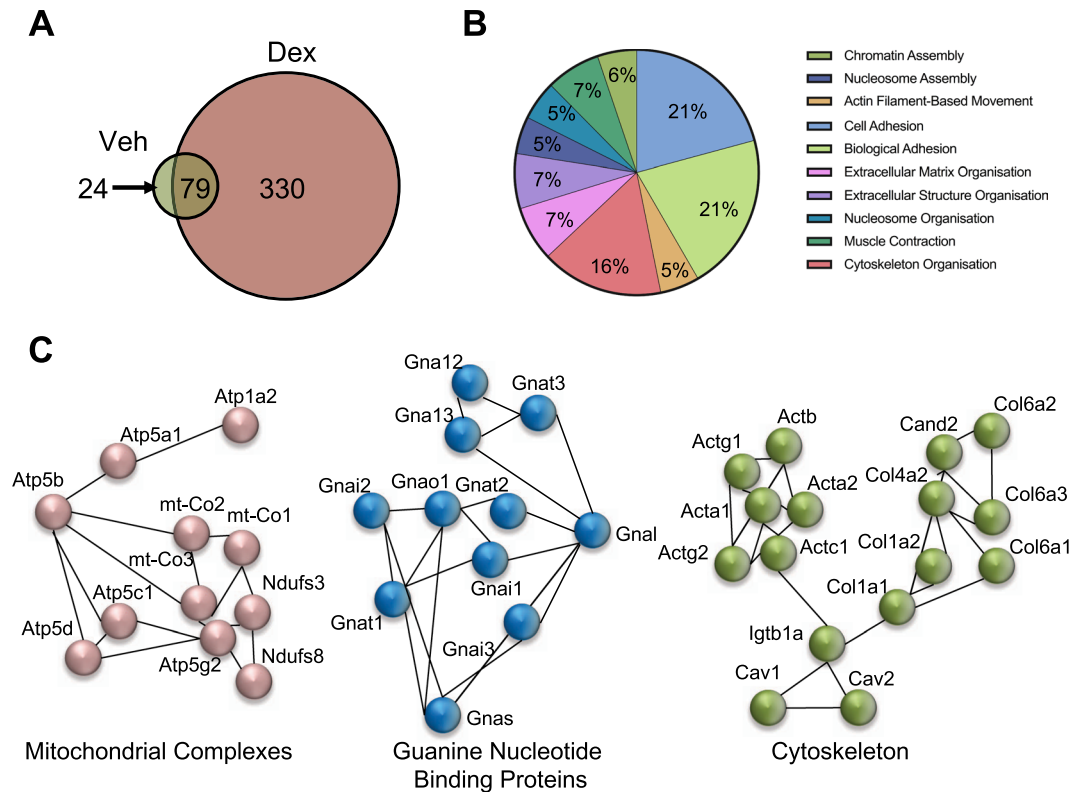 A
Dex
Veh
24
79
330
B
6%
21%
7%
5%
5%
7%
7%
21%
16%
5%
Chromatin Assembly
Nucleosome Assembly
Actin Filament-Based Movement
Cell Adhesion
Biological Adhesion
Extracellular Matrix Organisation
Extracellular Structure Organisation
Nucleosome Organisation
Muscle Contraction
Cytoskeleton Organisation
C
Atp1a2
Atp5a1
Atp5b
mt-Co2
mt-Co1
mt-Co3
Ndufs3
Atp5c1
Atp5d
Atp5g2
Ndufs8
Mitochondrial Complexes
Gna12
Gnat3
Gna13
Gnai2
Gnao1
Gnat2
Gnal
Gnai1
Gnat1
Gnai3
Gnas
Guanine Nucleotide
Binding Proteins
Actb
Actg1
Acta2
Acta1
Actg2
Actc1
Cand2
Col6a2
Col4a2
Col6a3
Col1a2
Col6a1
Col1a1
Igtb1a
Cav1
Cav2
Cytoskeleton